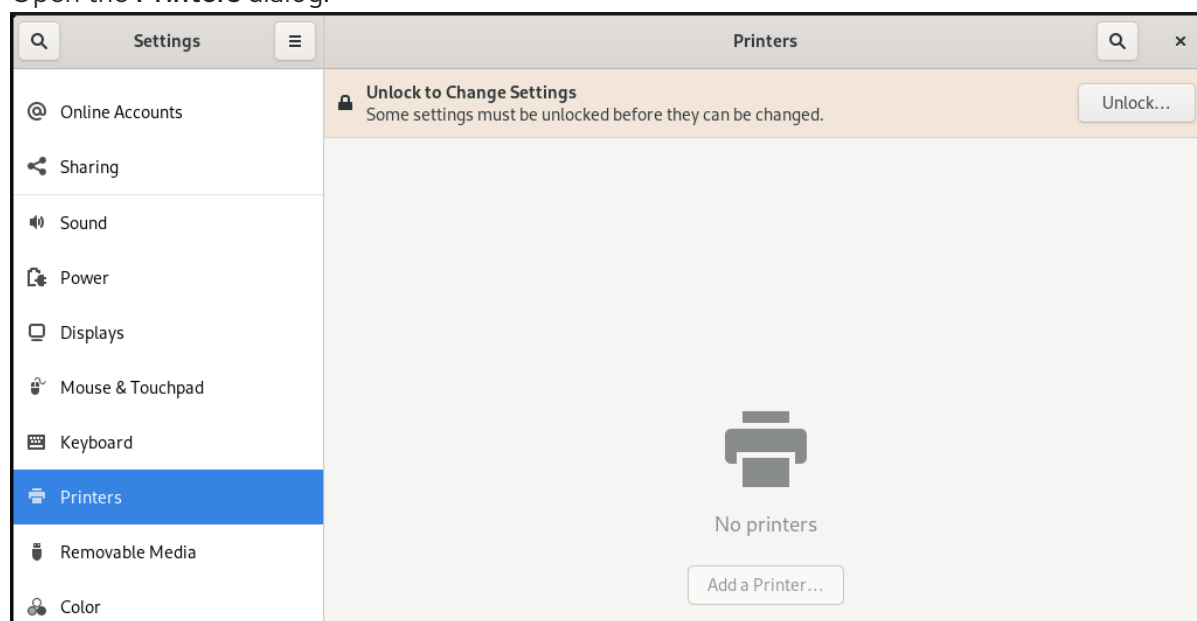 Open the Printers dialog.
Settings
Printers
Unlock to Change Settings
Some settings must be unlocked before they can be changed.
Unlock...
Online Accounts
Sharing
Sound
Power
Displays
Mouse & Touchpad
Keyboard
Printers
Removable Media
Color
No printers
Add a Printer...